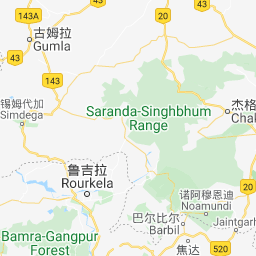 143A
20
古姆拉
Gumla
43
43
20
143
锡姆代加
Simdega
Saranda-Singhbhum
Range
杰格
Chak
鲁吉拉
Rourkela
诺阿穆恩迪
Noamundi
巴尔比尔
Barbil
Jaintgarh
Bamra-Gangpur
Forest
焦达
520